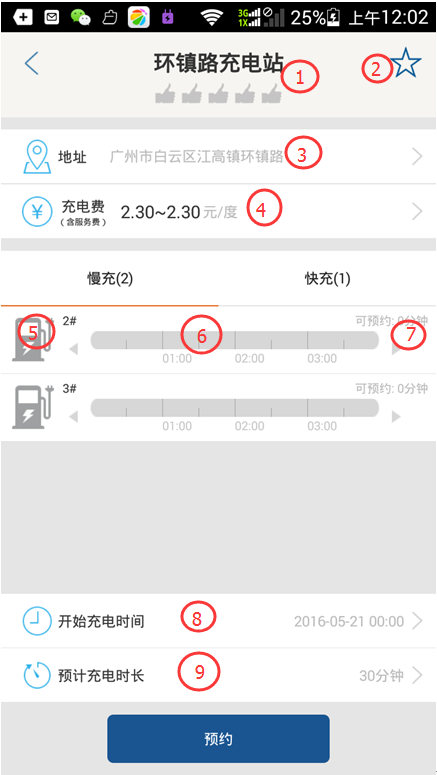 3G 1X 25% 上午12:02
环镇路充电站
1
2
地址 广州市白云区江高镇环镇路 3
充电费 2.30~2.30 元/度 4
(含服务费)
慢充(2) 快充(1)
2# 可预约: 0分钟
5 6 7
01:00 02:00 03:00
3# 可预约: 0分钟
01:00 02:00 03:00
开始充电时间 8 2016-05-21 00:00
预计充电时长 9 30分钟
预约